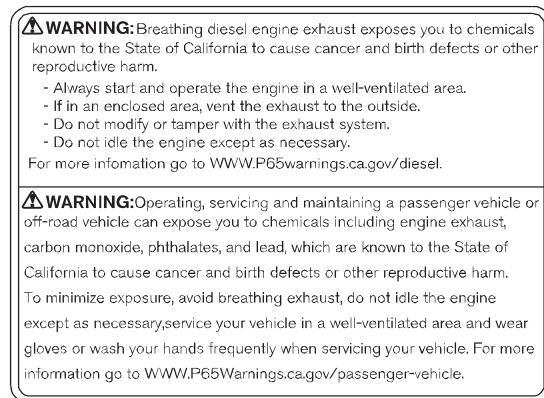 WARNING: Breathing diesel engine exhaust exposes you to chemicals
known to the State of California to cause cancer and birth defects or other
reproductive harm.
- Always start and operate the engine in a well-ventilated area.
- If in an enclosed area, vent the exhaust to the outside.
- Do not modify or tamper with the exhaust system.
- Do not idle the engine except as necessary.
For more infomation go to WWW.P65warnings.ca.gov/diesel.
WARNING:Operating, servicing and maintaining a passenger vehicle or
off-road vehicle can expose you to chemicals including engine exhaust,
carbon monoxide, phthalates, and lead, which are known to the State of
California to cause cancer and birth defects or other reproductive harm.
To minimize exposure, avoid breathing exhaust, do not idle the engine
except as necessary,service your vehicle in a well-ventilated area and wear
gloves or wash your hands frequently when servicing your vehicle. For more
information go to WWW.P65Warnings.ca.gov/passenger-vehicle.